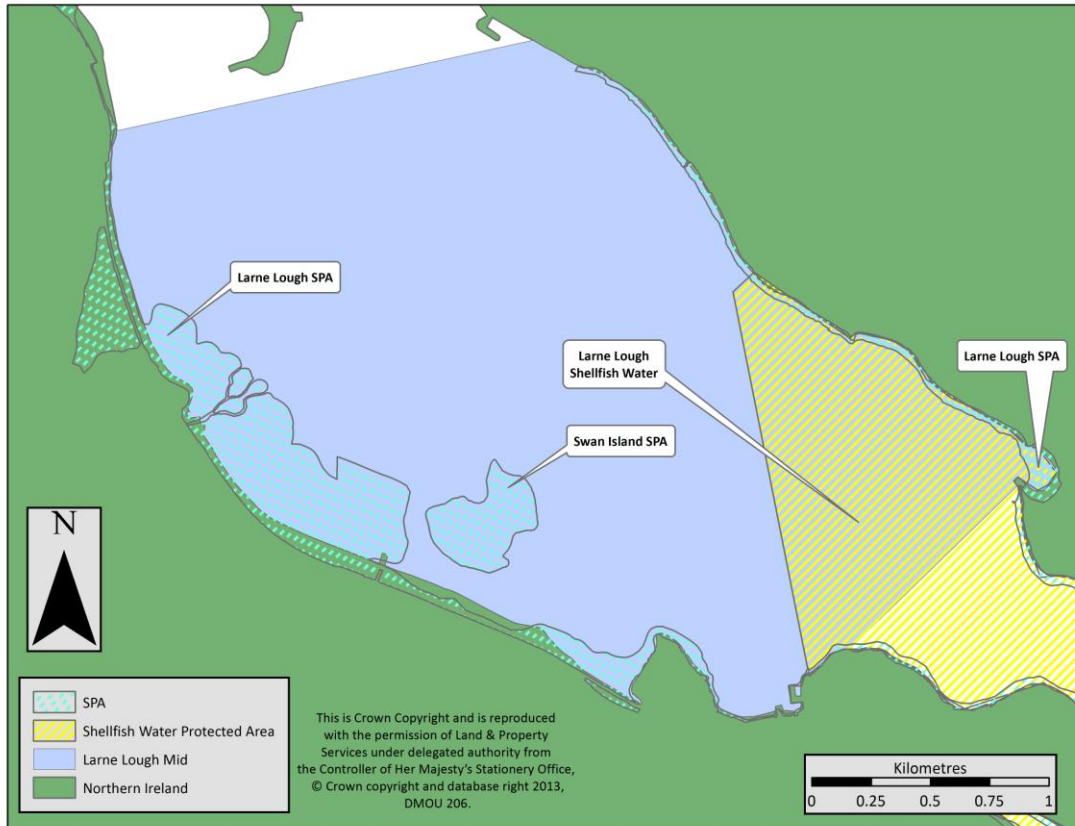 Larne Lough SPA
Larne Lough
Shellfish Water
Larne Lough SPA
Swan Island SPA
N
SPA
Shellfish Water Protected Area
Larne Lough Mid
Northern Ireland
This is Crown Copyright and is reproduced
with the permission of Land & Property
Services under delegated authority from
the Controller of Her Majesty's Stationery Office,
© Crown copyright and database right 2013,
DMOU 206.
Kilometres
0 0.25 0.5 0.75 1